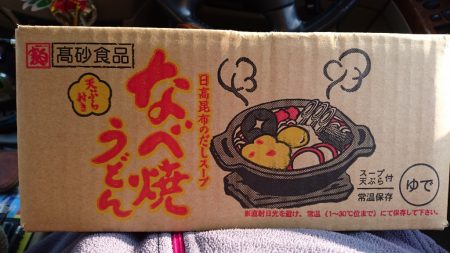 髙砂食品
天ぷら付き
なべ焼
うどん
日高昆布のだしスープ
スープ
天ぷら付
常温保存
ゆで
※直射日光を避け、常温(1〜30℃位まで)にて保存して下さい。